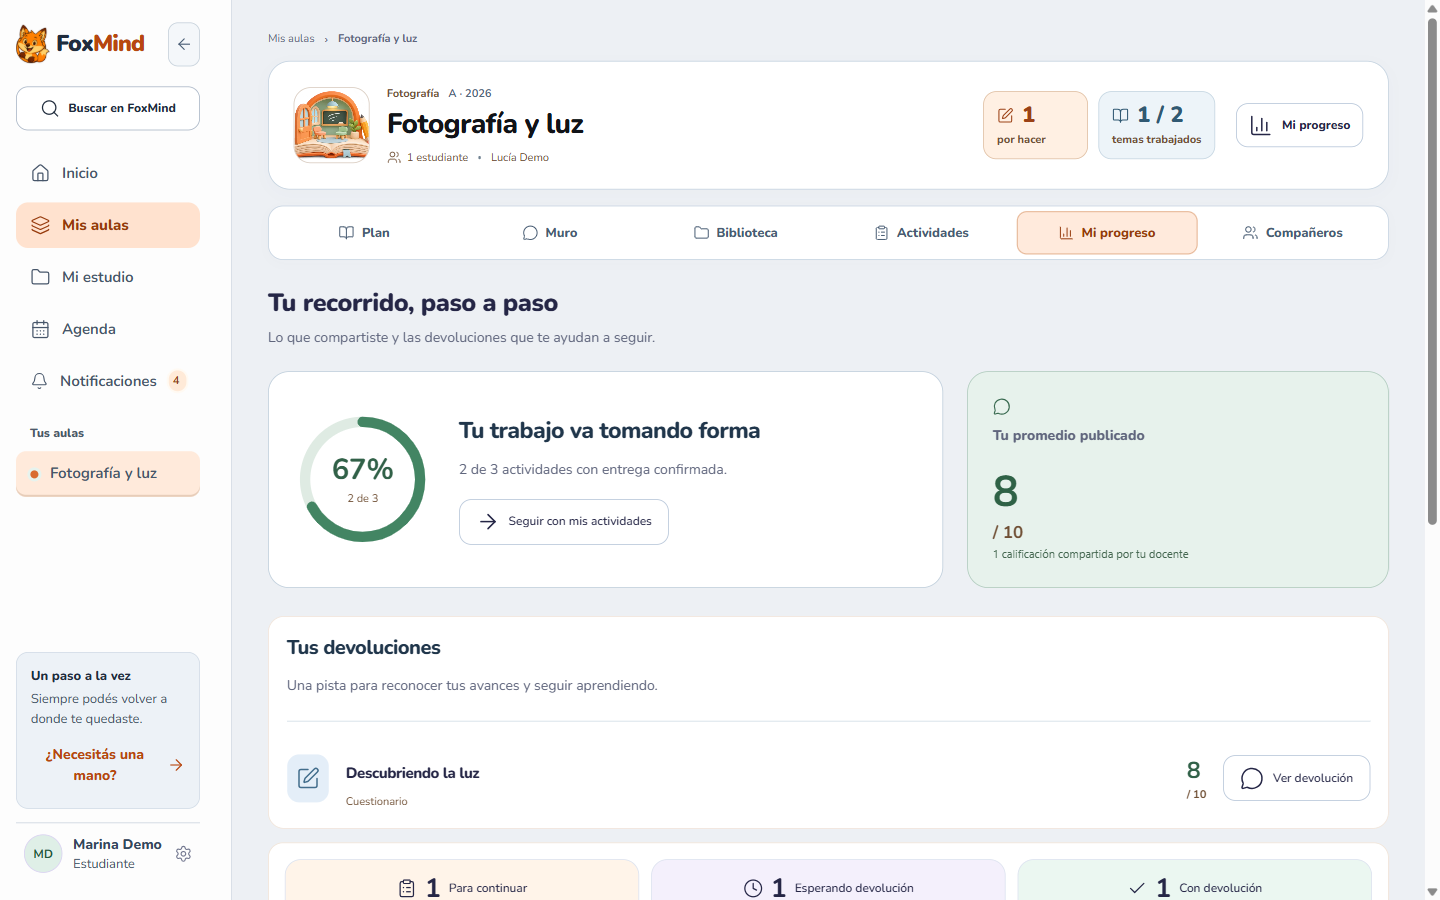 FoxMind
Buscar en FoxMind
Inicio
Mis aulas
Mi estudio
Agenda
Notificaciones 4
Tus aulas
Fotografía y luz
Un paso a la vez
Siempre podés volver a
donde te quedaste.
¿Necesitás una
mano?
MD
Marina Demo
Estudiante
Mis aulas › Fotografía y luz
Fotografía A · 2026
Fotografía y luz
1 estudiante • Lucía Demo
1
por hacer
1 / 2
temas trabajados
Mi progreso
Plan
Muro
Biblioteca
Actividades
Mi progreso
Compañeros
Tu recorrido, paso a paso
Lo que compartiste y las devoluciones que te ayudan a seguir.
67%
2 de 3
Tu trabajo va tomando forma
2 de 3 actividades con entrega confirmada.
Seguir con mis actividades
Tu promedio publicado
8
/ 10
1 calificación compartida por tu docente
Tus devoluciones
Una pista para reconocer tus avances y seguir aprendiendo.
Descubriendo la luz
Cuestionario
8
/ 10
Ver devolución
1 Para continuar
1 Esperando devolución
1 Con devolución